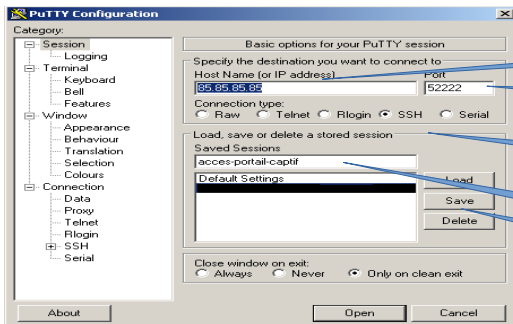 PuTTY Configuration
Category:
Session
Logging
Terminal
Keyboard
Bell
Features
Window
Appearance
Behaviour
Translation
Selection
Colours
Connection
Data
Proxy
Telnet
Rlogin
SSH
Serial
Basic options for your PuTTY session
Specify the destination you want to connect to
Host Name (or IP address) Port
85.85.85.85 52222
Connection type:
Raw Telnet Rlogin SSH Serial
Load, save or delete a stored session
Saved Sessions
acces-portail-captif
Default Settings
Load
Save
Delete
Close window on exit:
Always Never Only on clean exit
About Open Cancel